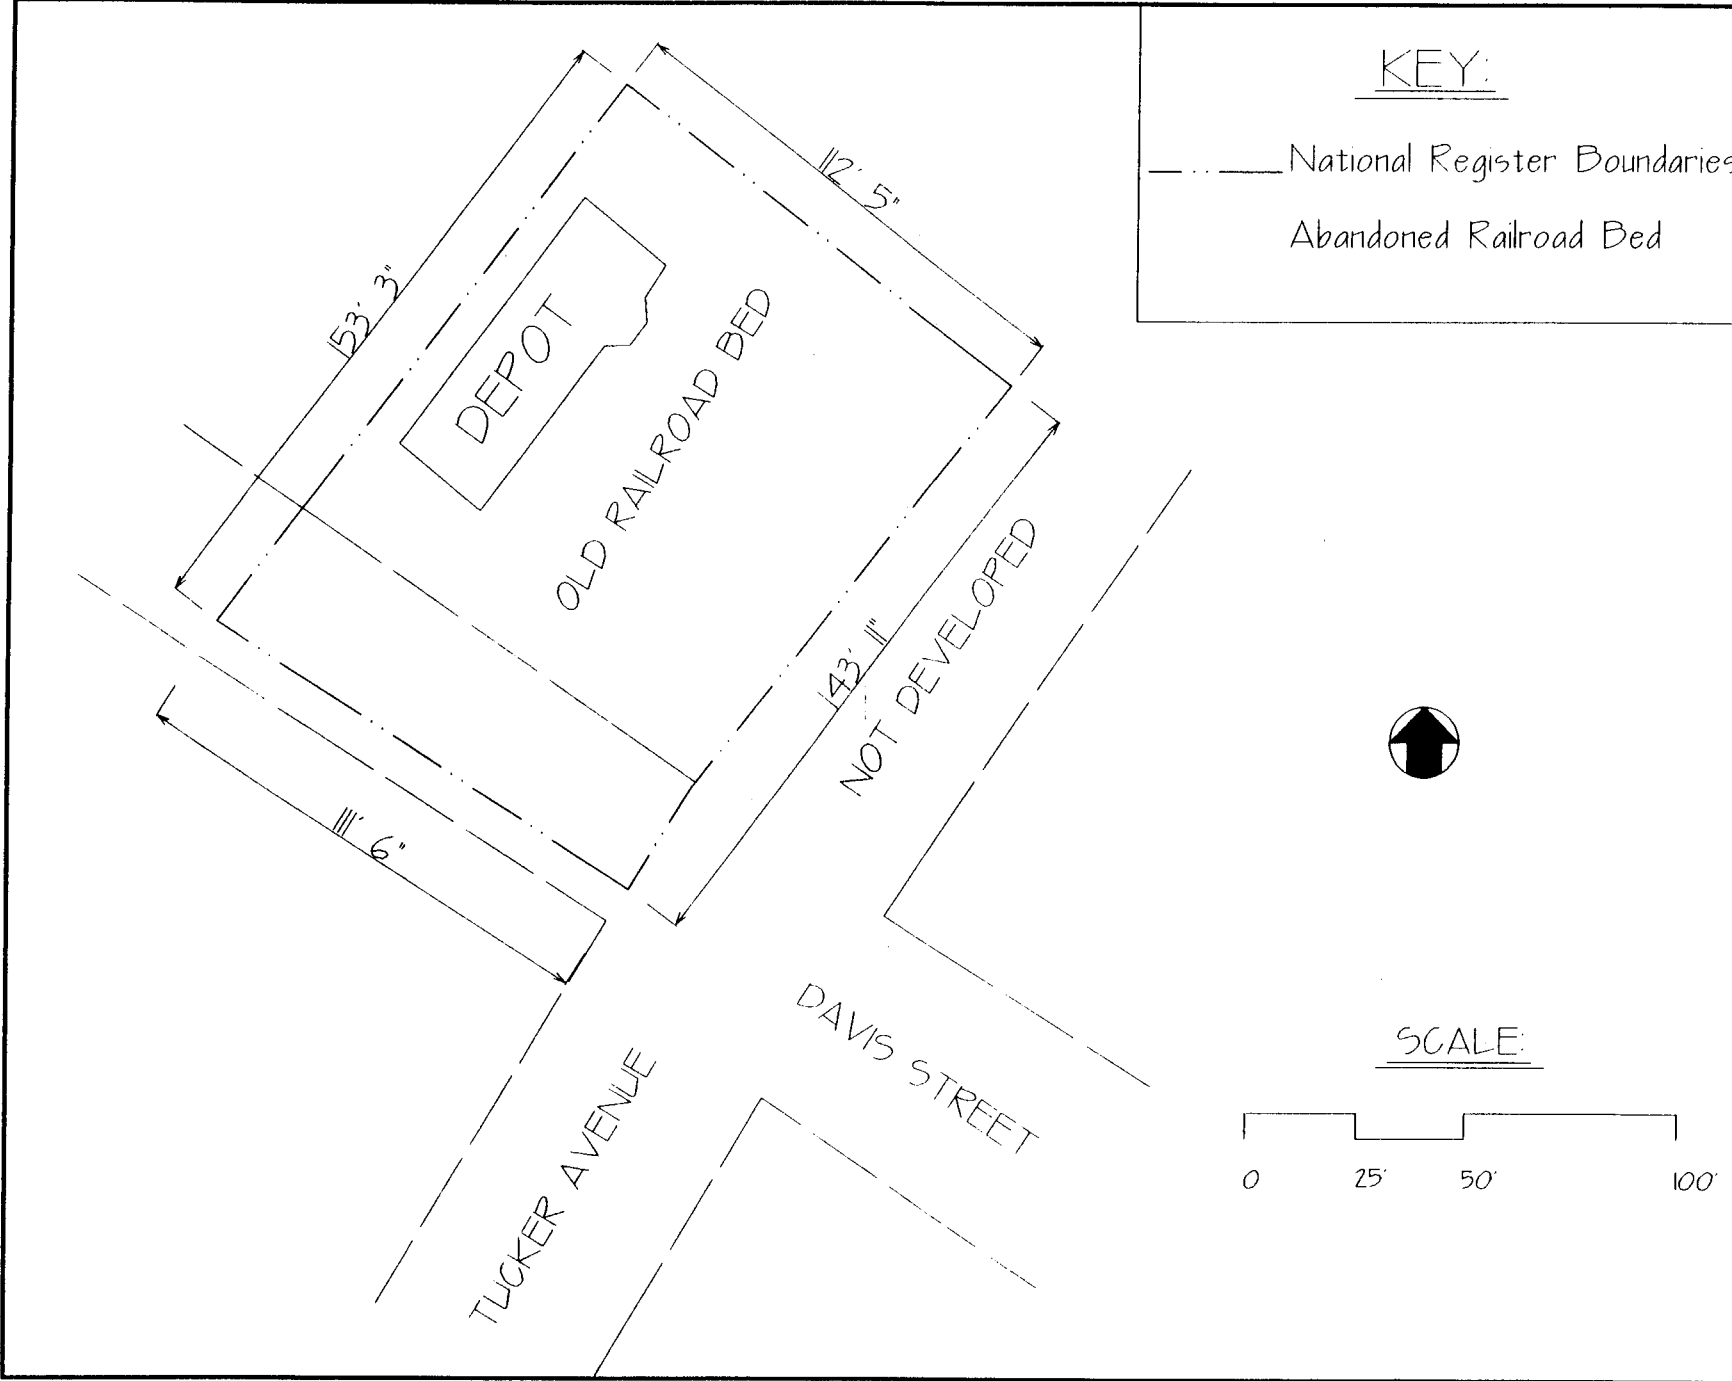 KEY:
National Register Boundaries
Abandoned Railroad Bed
112' 5"
153' 3"
DEPOT
OLD RAILROAD BED
143' 11"
NOT DEVELOPED
111' 6"
DAVIS STREET
TUCKER AVENUE
SCALE:
0 25' 50' 100'